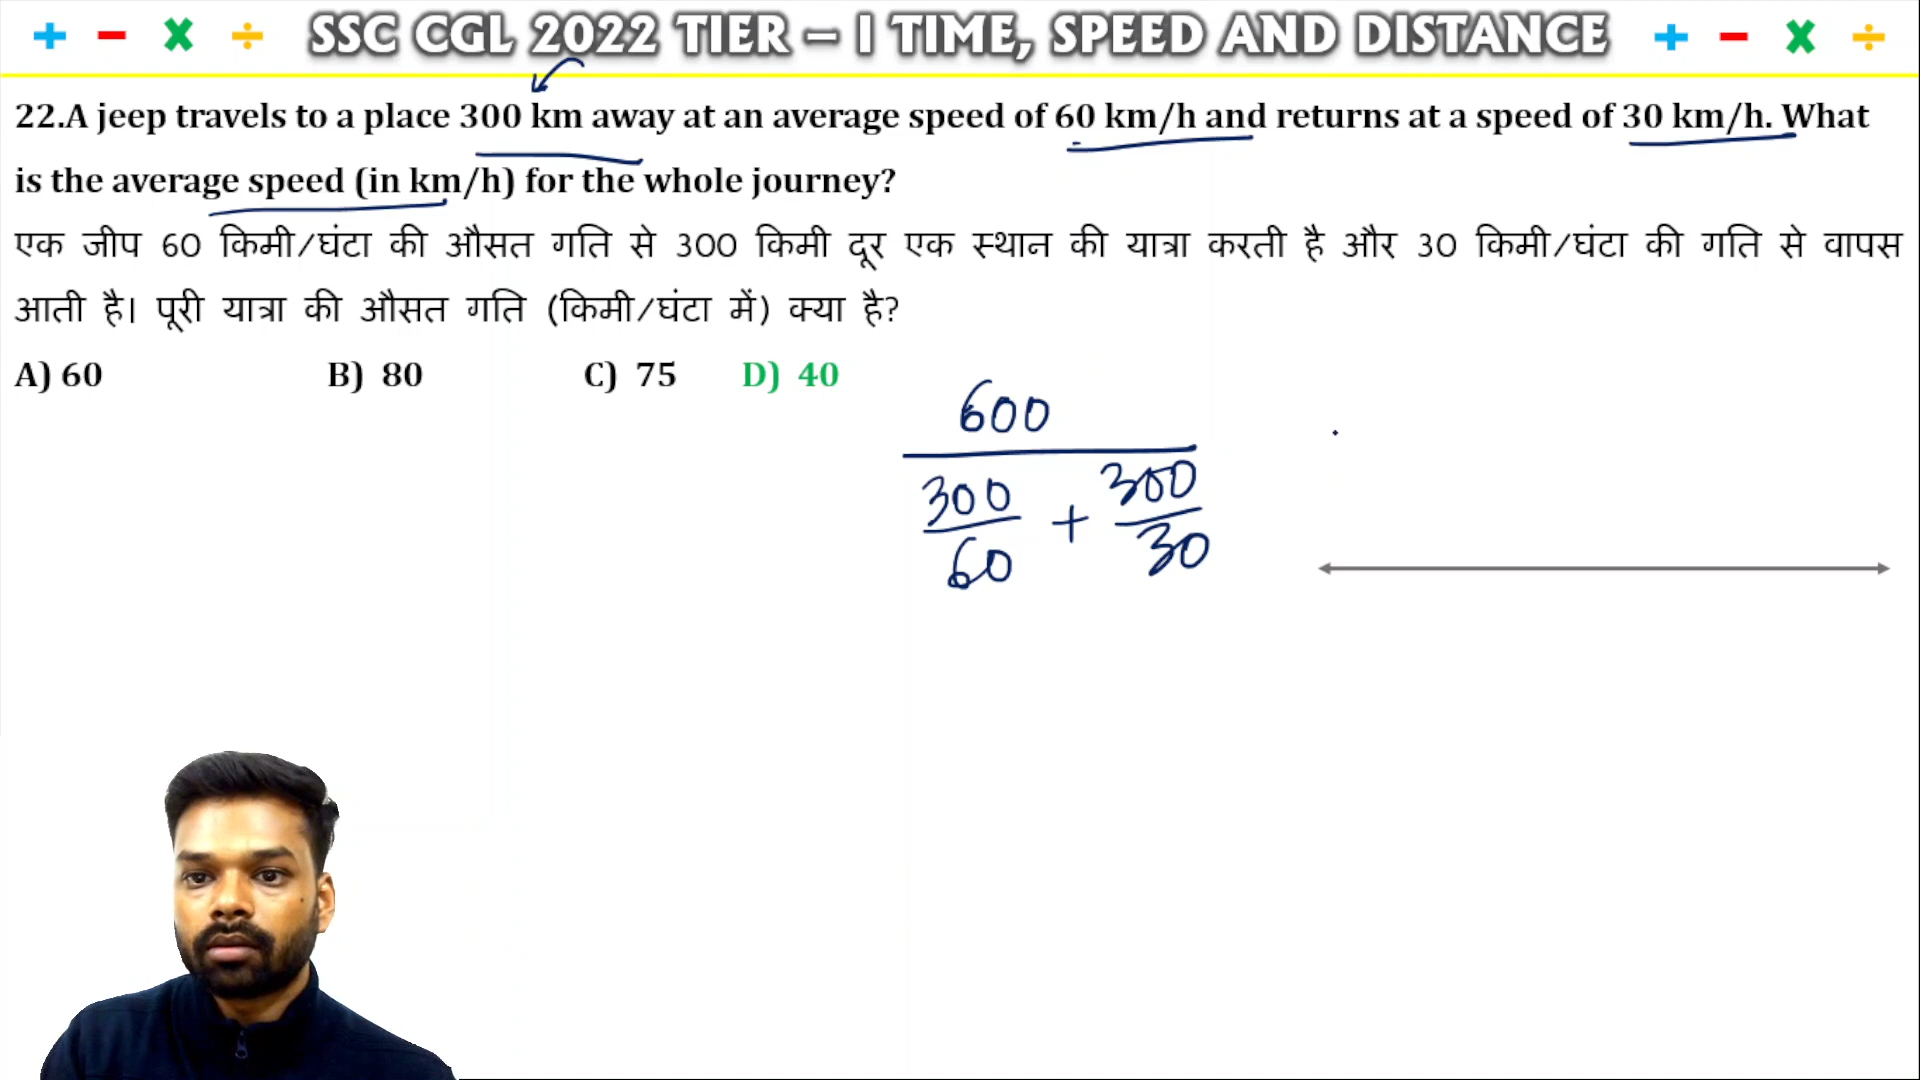 + - x ÷ SSC CGL 2022 TIER – I TIME, SPEED AND DISTANCE + - x ÷
22.A jeep travels to a place 300 km away at an average speed of 60 km/h and returns at a speed of 30 km/h. What
is the average speed (in km/h) for the whole journey?
एक जीप 60 किमी/घंटा की औसत गति से 300 किमी दूर एक स्थान की यात्रा करती है और 30 किमी/घंटा की गति से वापस
आती है। पूरी यात्रा की औसत गति (किमी/घंटा में) क्या है?
A) 60 B) 80 C) 75 D) 40
600
300 + 300
60 30